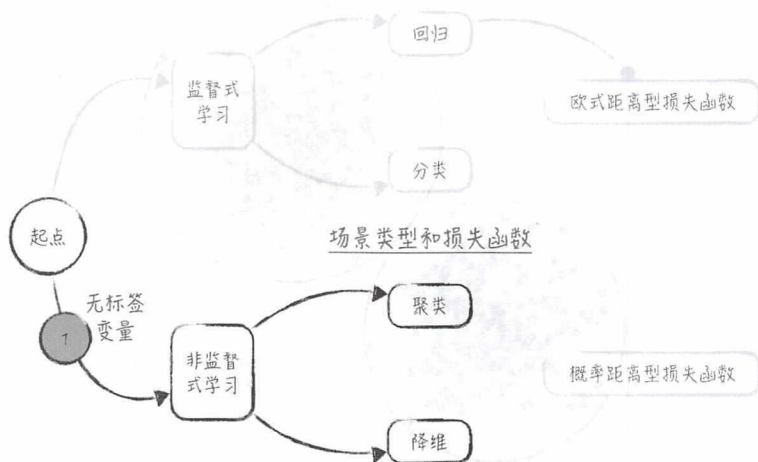 回归
监督式
学习
欧式距离型损失函数
分类
起点
场景类型和损失函数
无标签
变量
1
聚类
非监督
式学习
概率距离型损失函数
降维